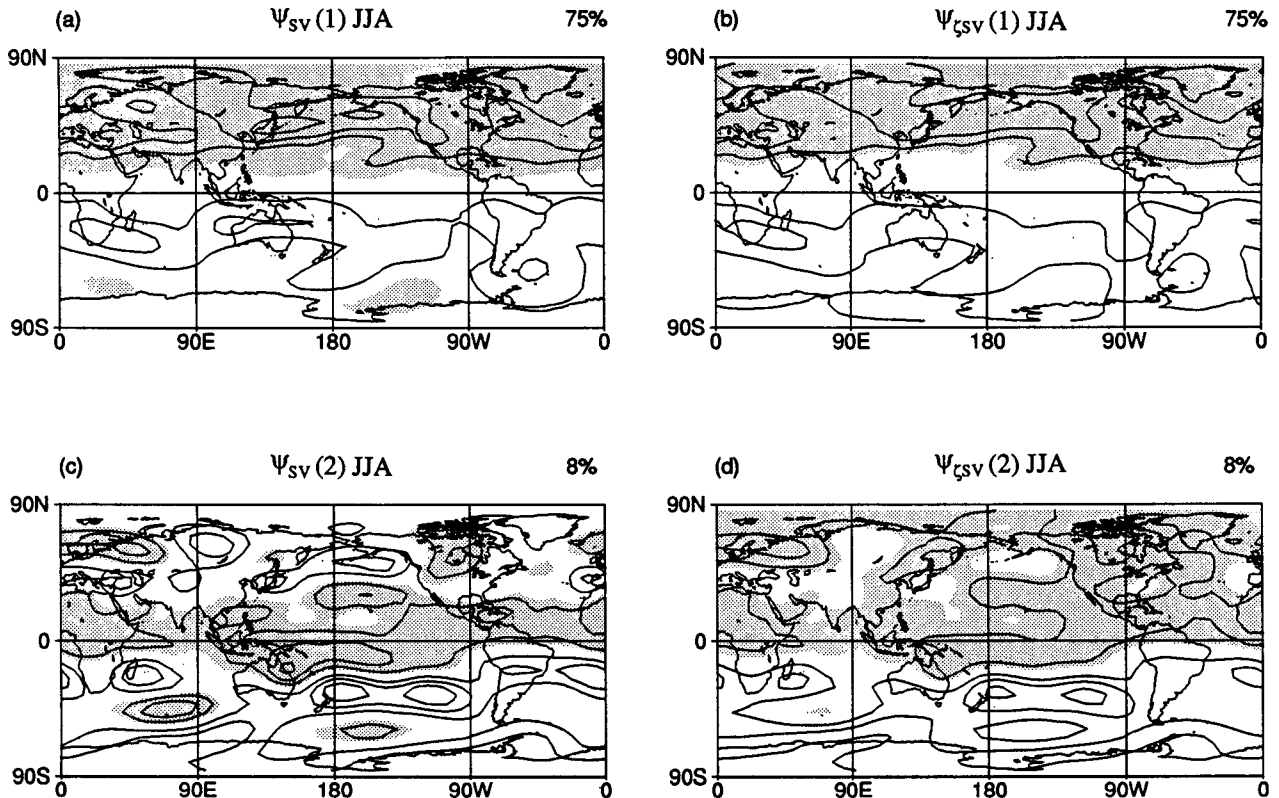 (a) Ψ_SV (1) JJA 75%
90N
0
90S
0 90E 180 90W 0
(b) Ψ_ζSV (1) JJA 75%
90N
0
90S
0 90E 180 90W 0
(c) Ψ_SV (2) JJA 8%
90N
0
90S
0 90E 180 90W 0
(d) Ψ_ζSV (2) JJA 8%
90N
0
90S
0 90E 180 90W 0